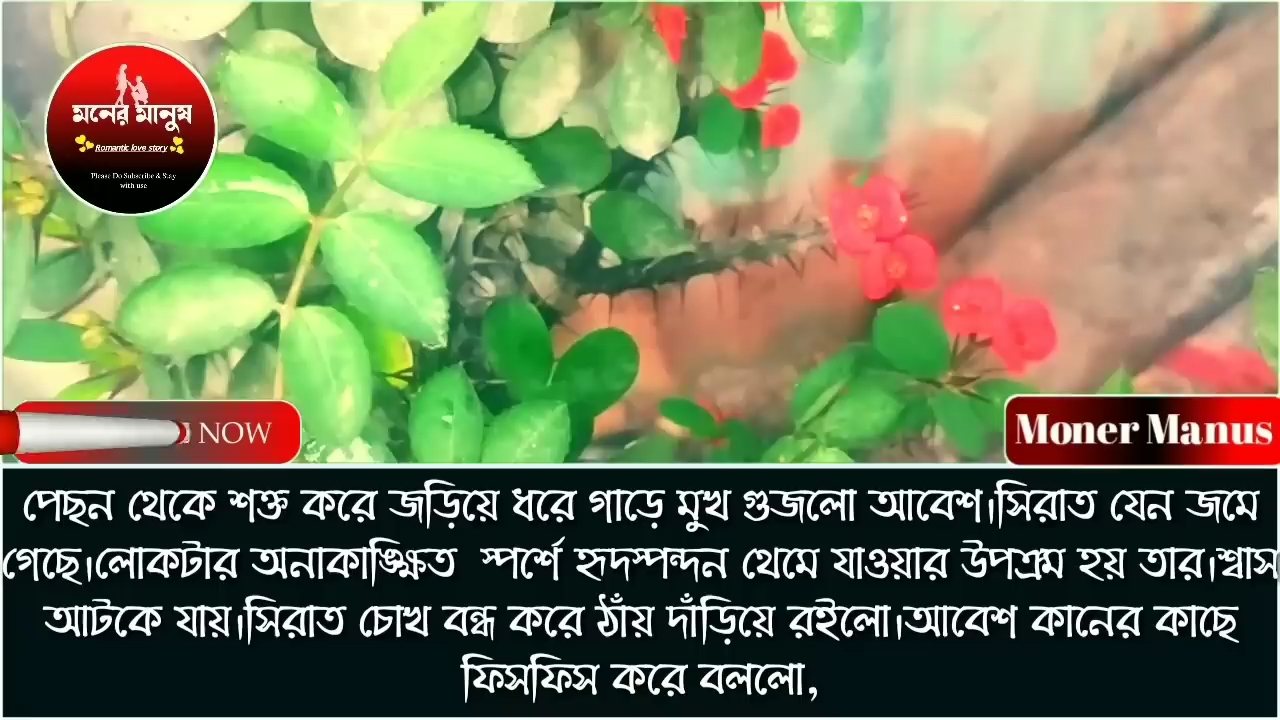 মনের মানুষ
Romantic love story
Please Do Subscribe & Stay
with use
NOW
Moner Manus
পেছন থেকে শক্ত করে জড়িয়ে ধরে গাড়ে মুখ গুজলো আবেশ।সিরাত যেন জমে
গেছে।লোকটার অনাকাঙ্ক্ষিত স্পর্শে হৃদস্পন্দন থেমে যাওয়ার উপক্রম হয় তার।শ্বাস
আটকে যায়।সিরাত চোখ বন্ধ করে ঠাঁয় দাঁড়িয়ে রইলো।আবেশ কানের কাছে
ফিসফিস করে বললো,